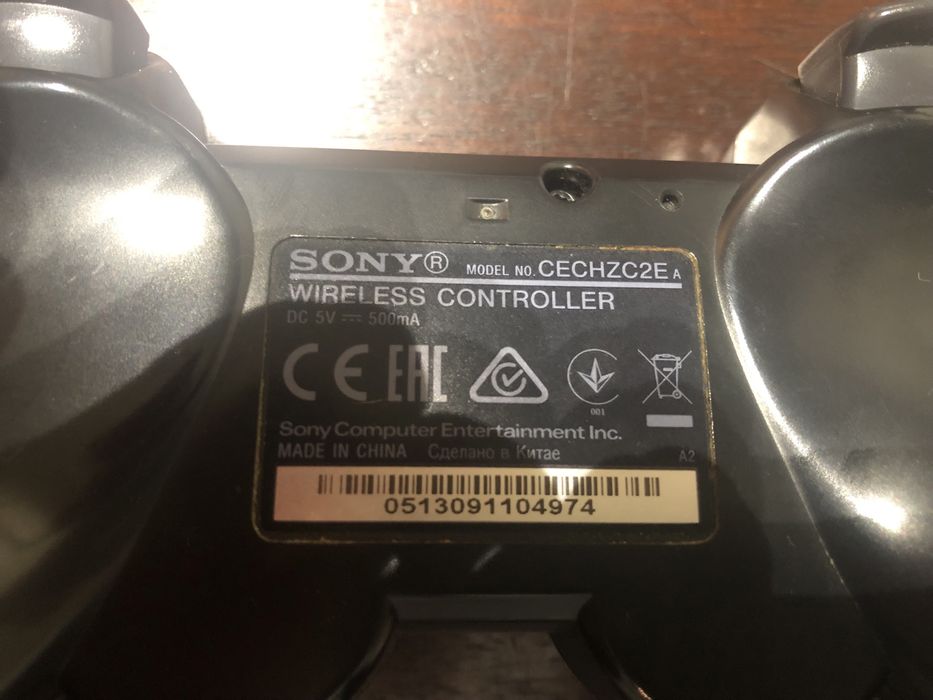 SONY® MODEL NO. CECHZC2E A
WIRELESS CONTROLLER
DC 5V ⎓ 500mA
CE EAC
001
Sony Computer Entertainment Inc.
MADE IN CHINA Сделано в Китае A2
0513091104974